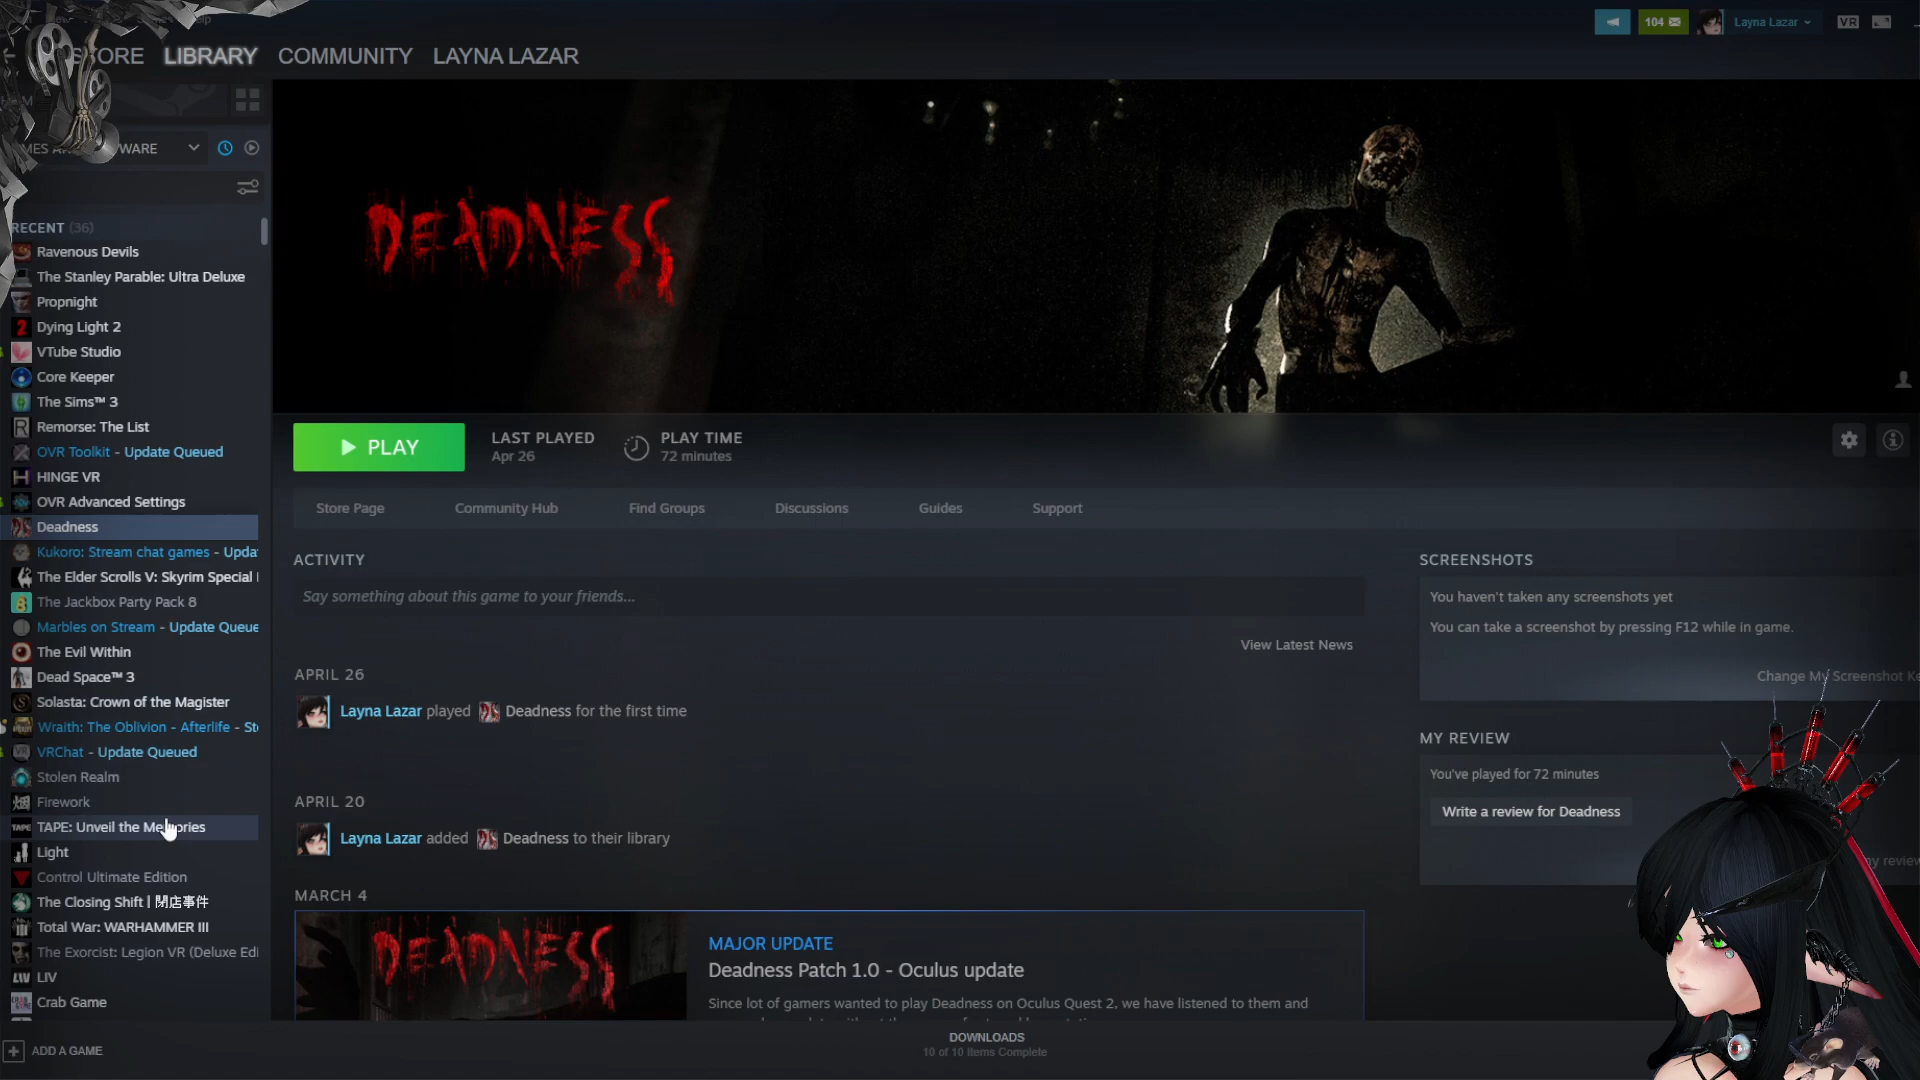 104
Layna Lazar
VR
STORE
LIBRARY
COMMUNITY
LAYNA LAZAR
WARE
RECENT (36)
Ravenous Devils
The Stanley Parable: Ultra Deluxe
Propnight
Dying Light 2
VTube Studio
Core Keeper
The Sims™ 3
Remorse: The List
OVR Toolkit - Update Queued
HINGE VR
OVR Advanced Settings
Deadness
Kukoro: Stream chat games - Upda
The Elder Scrolls V: Skyrim Special
The Jackbox Party Pack 8
Marbles on Stream - Update Queue
The Evil Within
Dead Space™ 3
Solasta: Crown of the Magister
Wraith: The Oblivion - Afterlife - St
VRChat - Update Queued
Stolen Realm
Firework
TAPE: Unveil the Memories
Light
Control Ultimate Edition
The Closing Shift | 閉店事件
Total War: WARHAMMER III
The Exorcist: Legion VR (Deluxe Edi
LIV
Crab Game
ADD A GAME
DEADNESS
PLAY
LAST PLAYED
Apr 26
PLAY TIME
72 minutes
Store Page
Community Hub
Find Groups
Discussions
Guides
Support
ACTIVITY
Say something about this game to your friends...
View Latest News
APRIL 26
Layna Lazar played Deadness for the first time
APRIL 20
Layna Lazar added Deadness to their library
MARCH 4
DEADNESS
MAJOR UPDATE
Deadness Patch 1.0 - Oculus update
Since lot of gamers wanted to play Deadness on Oculus Quest 2, we have listened to them and
SCREENSHOTS
You haven't taken any screenshots yet
You can take a screenshot by pressing F12 while in game.
Change My Screenshot Ke
MY REVIEW
You've played for 72 minutes
Write a review for Deadness
my review
DOWNLOADS
10 of 10 Items Complete